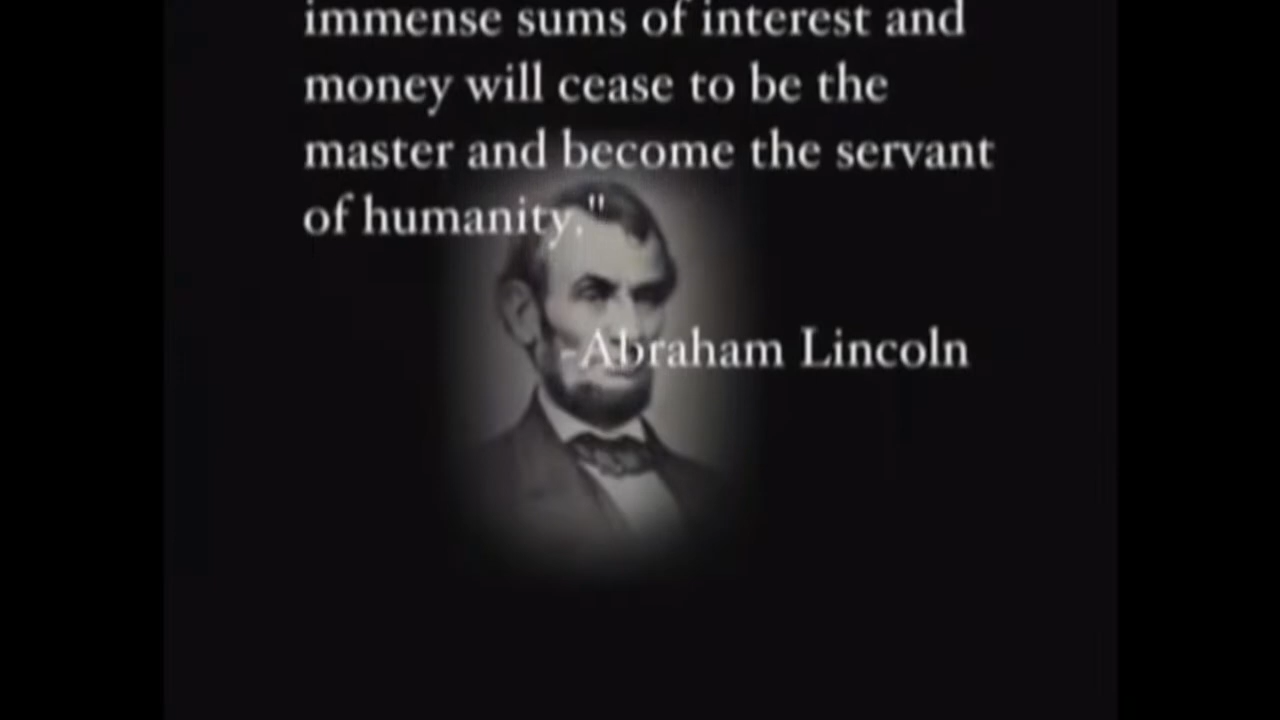 immense sums of interest and
money will cease to be the
master and become the servant
of humanity."
-Abraham Lincoln